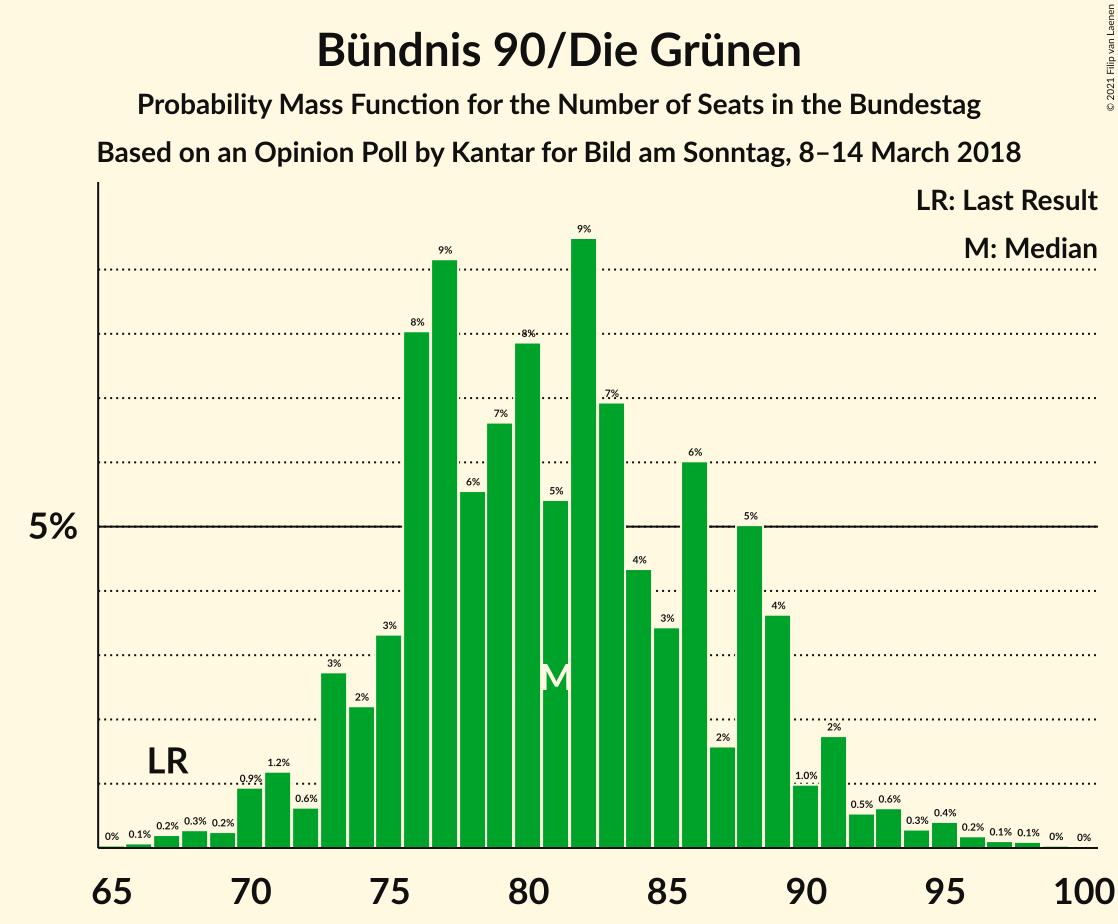 Bündnis 90/Die Grünen
Probability Mass Function for the Number of Seats in the Bundestag
Based on an Opinion Poll by Kantar for Bild am Sonntag, 8–14 March 2018
© 2021 Filip van Laenen
LR: Last Result
M: Median
5%
0% 0.1% 0.2% 0.3% 0.2% 0.9% 1.2% 0.6% 3% 2% 3% 8% 9% 6% 7% 8% 5% 9% 7% 4% 3% 6% 2% 5% 4% 1.0% 2% 0.5% 0.6% 0.3% 0.4% 0.2% 0.1% 0.1% 0% 0%
LR
M
65 70 75 80 85 90 95 100